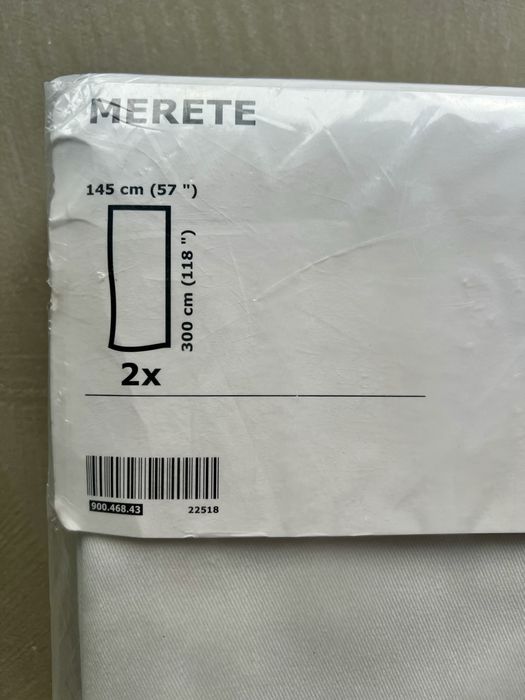 MERETE
145 cm (57 ")
300 cm (118 ")
2x
900.468.43
22518